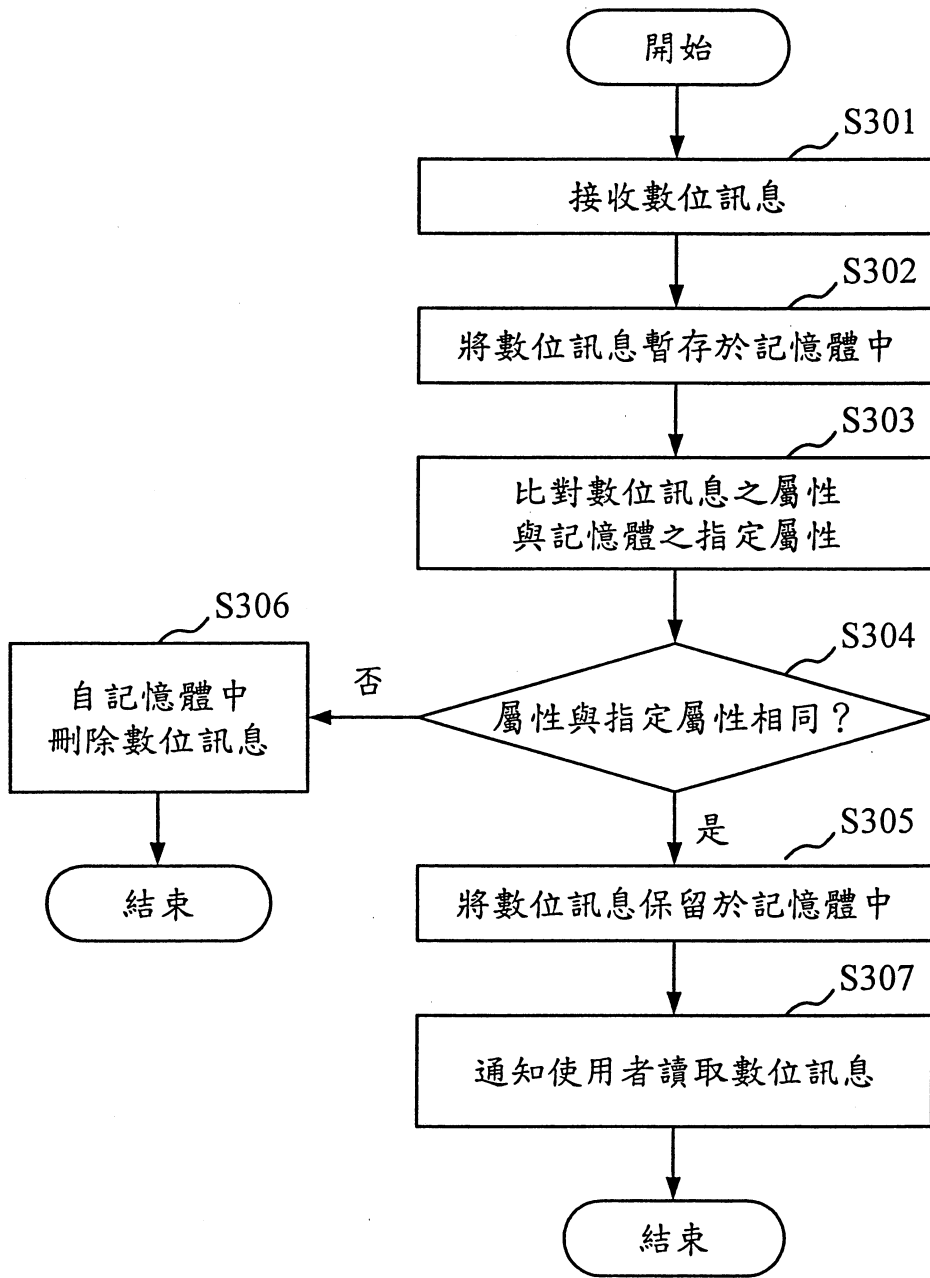 開始
S301
接收數位訊息
S302
將數位訊息暫存於記憶體中
S303
比對數位訊息之屬性
與記憶體之指定屬性
S304
屬性與指定屬性相同？
否
S306
自記憶體中
刪除數位訊息
結束
是
S305
將數位訊息保留於記憶體中
S307
通知使用者讀取數位訊息
結束